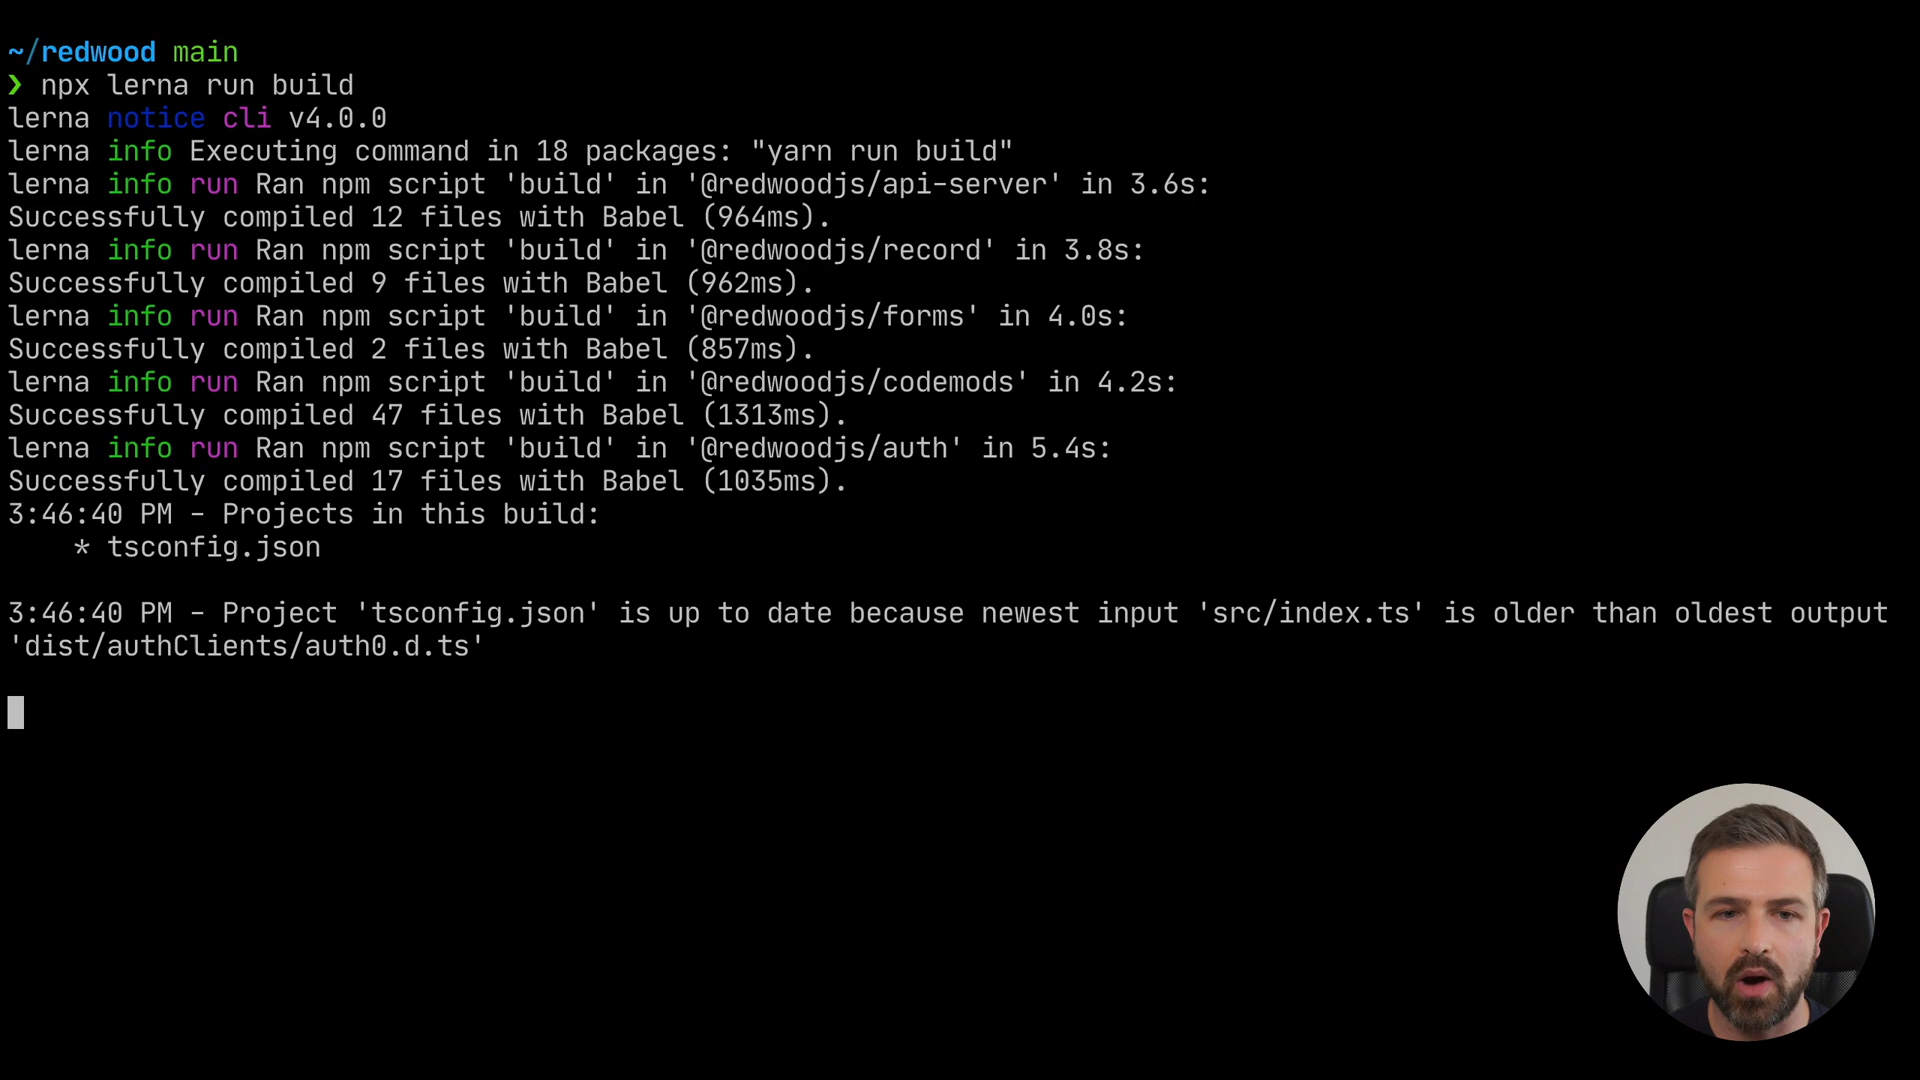 ~/redwood main
❯ npx lerna run build
lerna notice cli v4.0.0
lerna info Executing command in 18 packages: "yarn run build"
lerna info run Ran npm script 'build' in '@redwoodjs/api-server' in 3.6s:
Successfully compiled 12 files with Babel (964ms).
lerna info run Ran npm script 'build' in '@redwoodjs/record' in 3.8s:
Successfully compiled 9 files with Babel (962ms).
lerna info run Ran npm script 'build' in '@redwoodjs/forms' in 4.0s:
Successfully compiled 2 files with Babel (857ms).
lerna info run Ran npm script 'build' in '@redwoodjs/codemods' in 4.2s:
Successfully compiled 47 files with Babel (1313ms).
lerna info run Ran npm script 'build' in '@redwoodjs/auth' in 5.4s:
Successfully compiled 17 files with Babel (1035ms).
3:46:40 PM - Projects in this build:
    * tsconfig.json
3:46:40 PM - Project 'tsconfig.json' is up to date because newest input 'src/index.ts' is older than oldest output
'dist/authClients/auth0.d.ts'